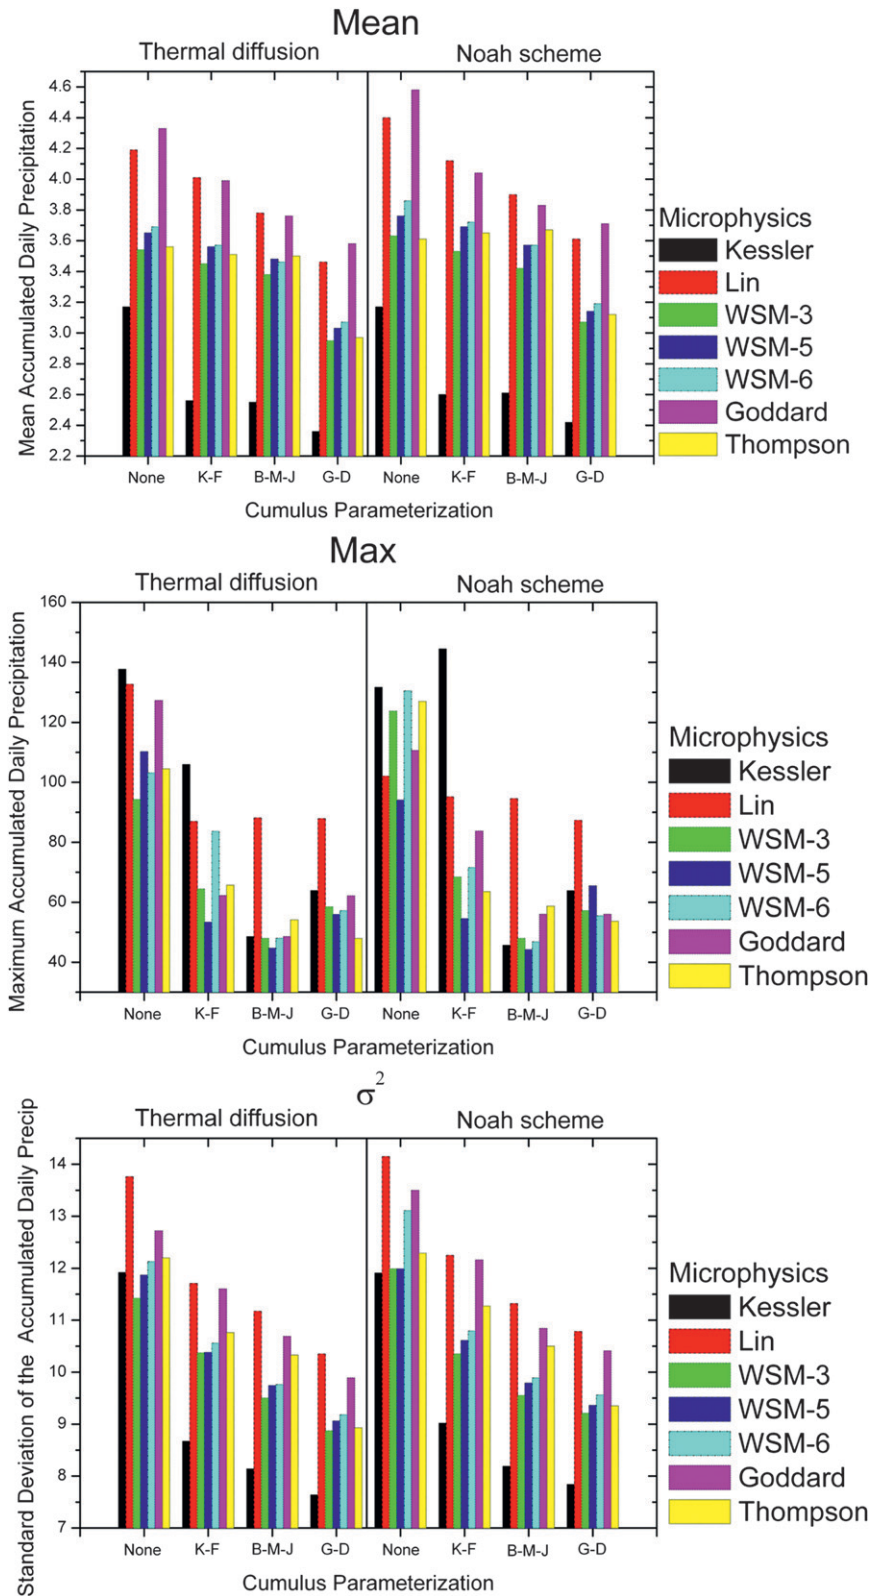 Mean
Thermal diffusion
Noah scheme
Mean Accumulated Daily Precipitation
4.6
4.4
4.2
4.0
3.8
3.6
3.4
3.2
3.0
2.8
2.6
2.4
2.2
None K-F B-M-J G-D None K-F B-M-J G-D
Cumulus Parameterization
Microphysics
Kessler
Lin
WSM-3
WSM-5
WSM-6
Goddard
Thompson
Max
Thermal diffusion
Noah scheme
Maximum Accumulated Daily Precipitation
160
140
120
100
80
60
40
None K-F B-M-J G-D None K-F B-M-J G-D
Cumulus Parameterization
Microphysics
Kessler
Lin
WSM-3
WSM-5
WSM-6
Goddard
Thompson
σ²
Thermal diffusion
Noah scheme
Standard Deviation of the Accumulated Daily Precip
14
13
12
11
10
9
8
7
None K-F B-M-J G-D None K-F B-M-J G-D
Cumulus Parameterization
Microphysics
Kessler
Lin
WSM-3
WSM-5
WSM-6
Goddard
Thompson